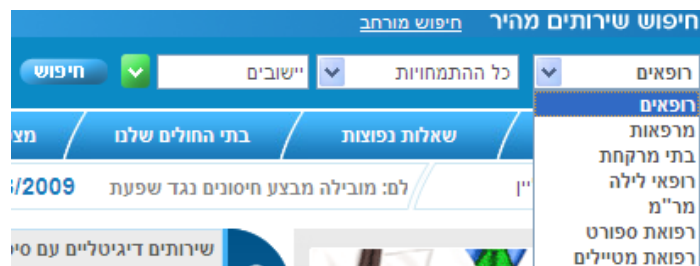 חיפוש שירותים מהיר חיפוש מורחב
רופאים כל ההתמחויות יישובים חיפוש
רופאים
מרפאות
בתי מרקחת
רופאי לילה
מר"מ
רפואת ספורט
רפואת מטיילים
שאלות נפוצות בתי החולים שלנו
לם: מובילה מבצע חיסונים נגד שפעת /2009
שירותים דיגיטליים עם